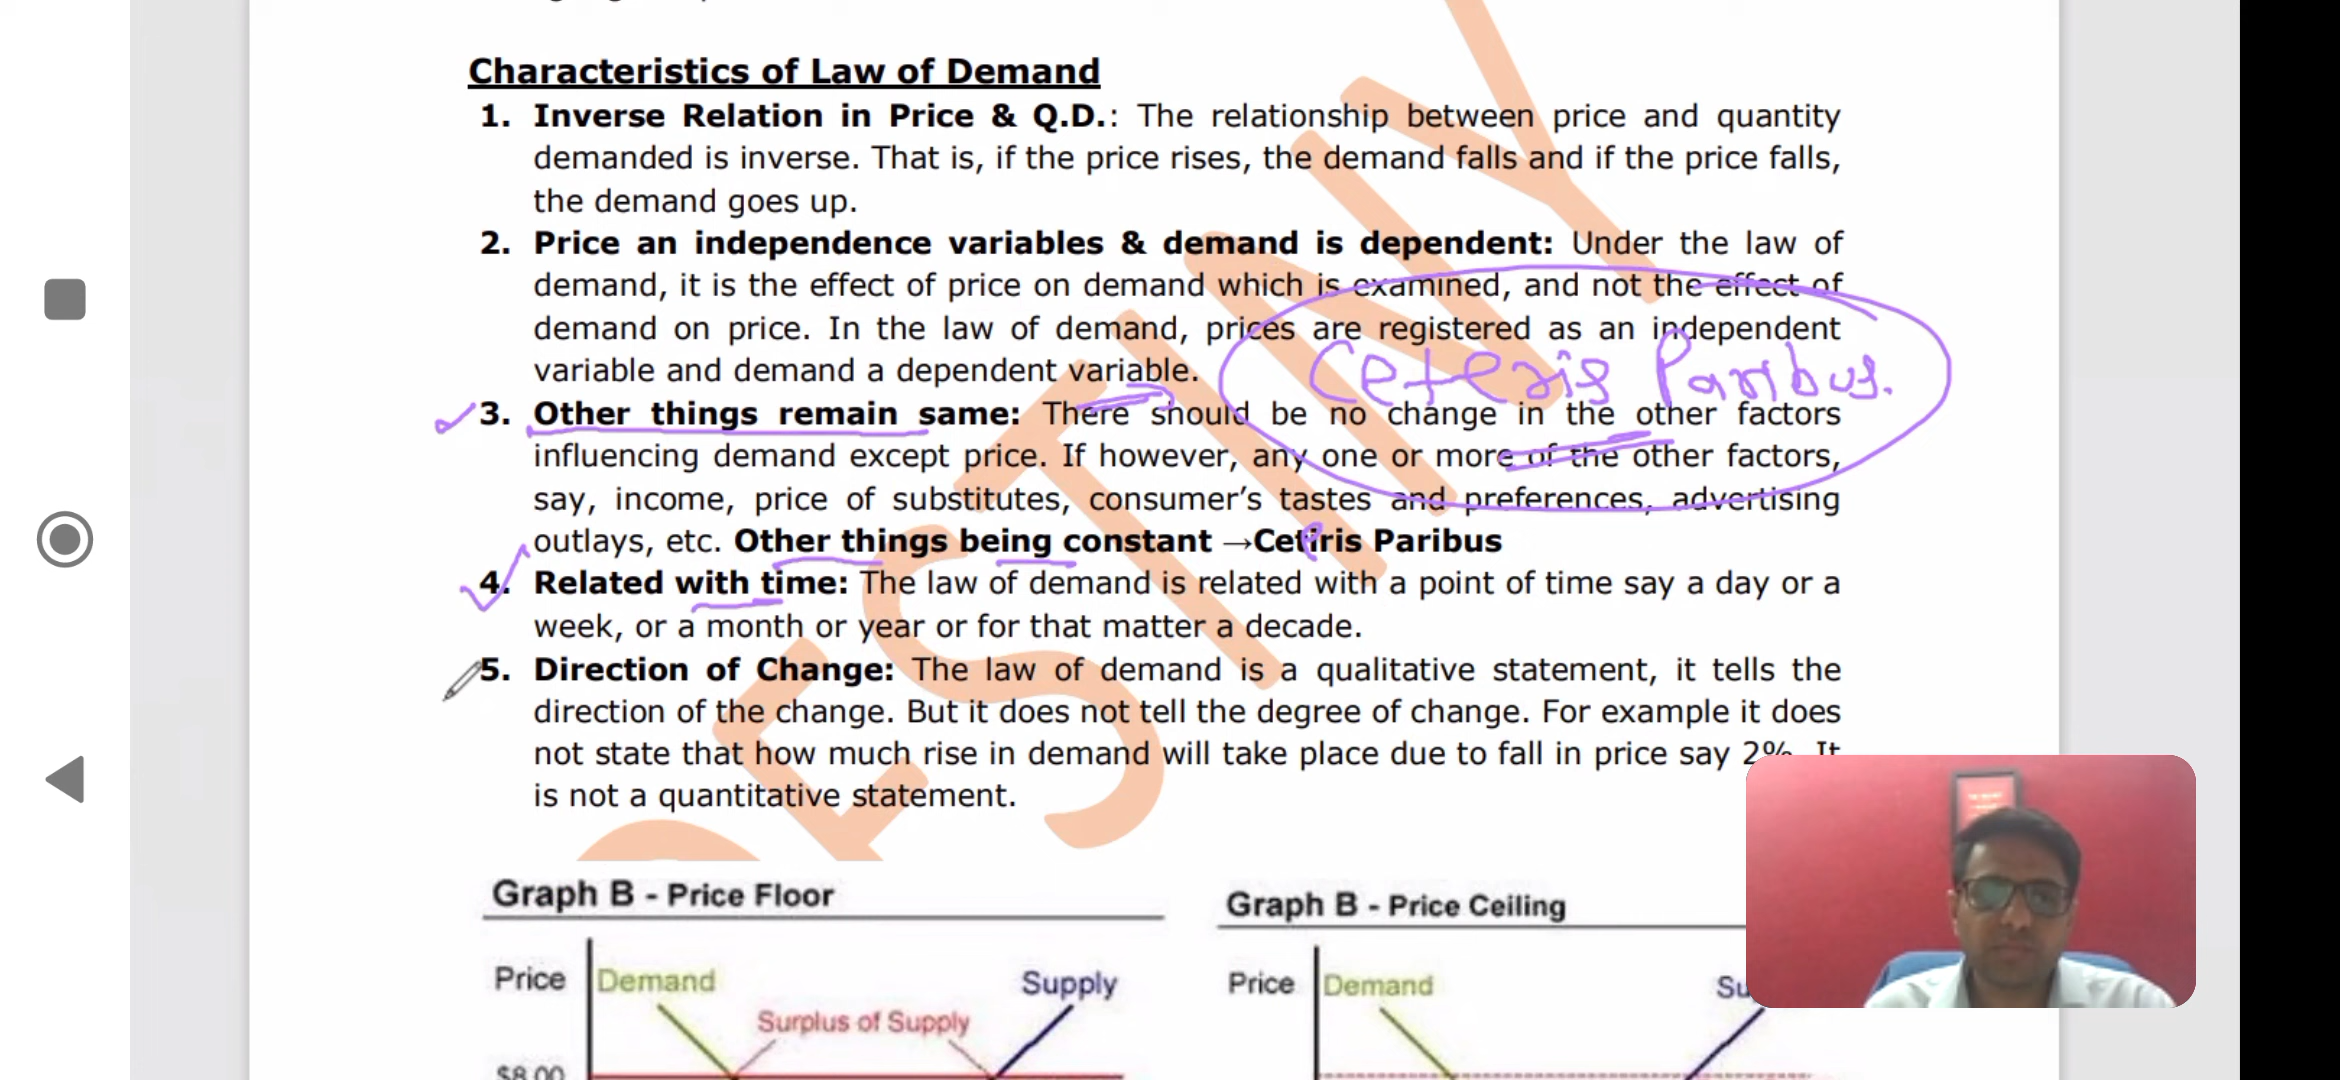 Characteristics of Law of Demand
1. Inverse Relation in Price & Q.D.: The relationship between price and quantity
demanded is inverse. That is, if the price rises, the demand falls and if the price falls,
the demand goes up.
2. Price an independence variables & demand is dependent: Under the law of
demand, it is the effect of price on demand which is examined, and not the effect of
demand on price. In the law of demand, prices are registered as an independent
variable and demand a dependent variable.
Ceteris Paribus.
3. Other things remain same: There should be no change in the other factors
influencing demand except price. If however, any one or more of the other factors,
say, income, price of substitutes, consumer's tastes and preferences, advertising
outlays, etc. Other things being constant →Cetiris Paribus
4. Related with time: The law of demand is related with a point of time say a day or a
week, or a month or year or for that matter a decade.
5. Direction of Change: The law of demand is a qualitative statement, it tells the
direction of the change. But it does not tell the degree of change. For example it does
not state that how much rise in demand will take place due to fall in price say 2%. It
is not a quantitative statement.
Graph B - Price Floor
Graph B - Price Ceiling
Price Demand Supply
Surplus of Supply
$8.00
Price Demand Su